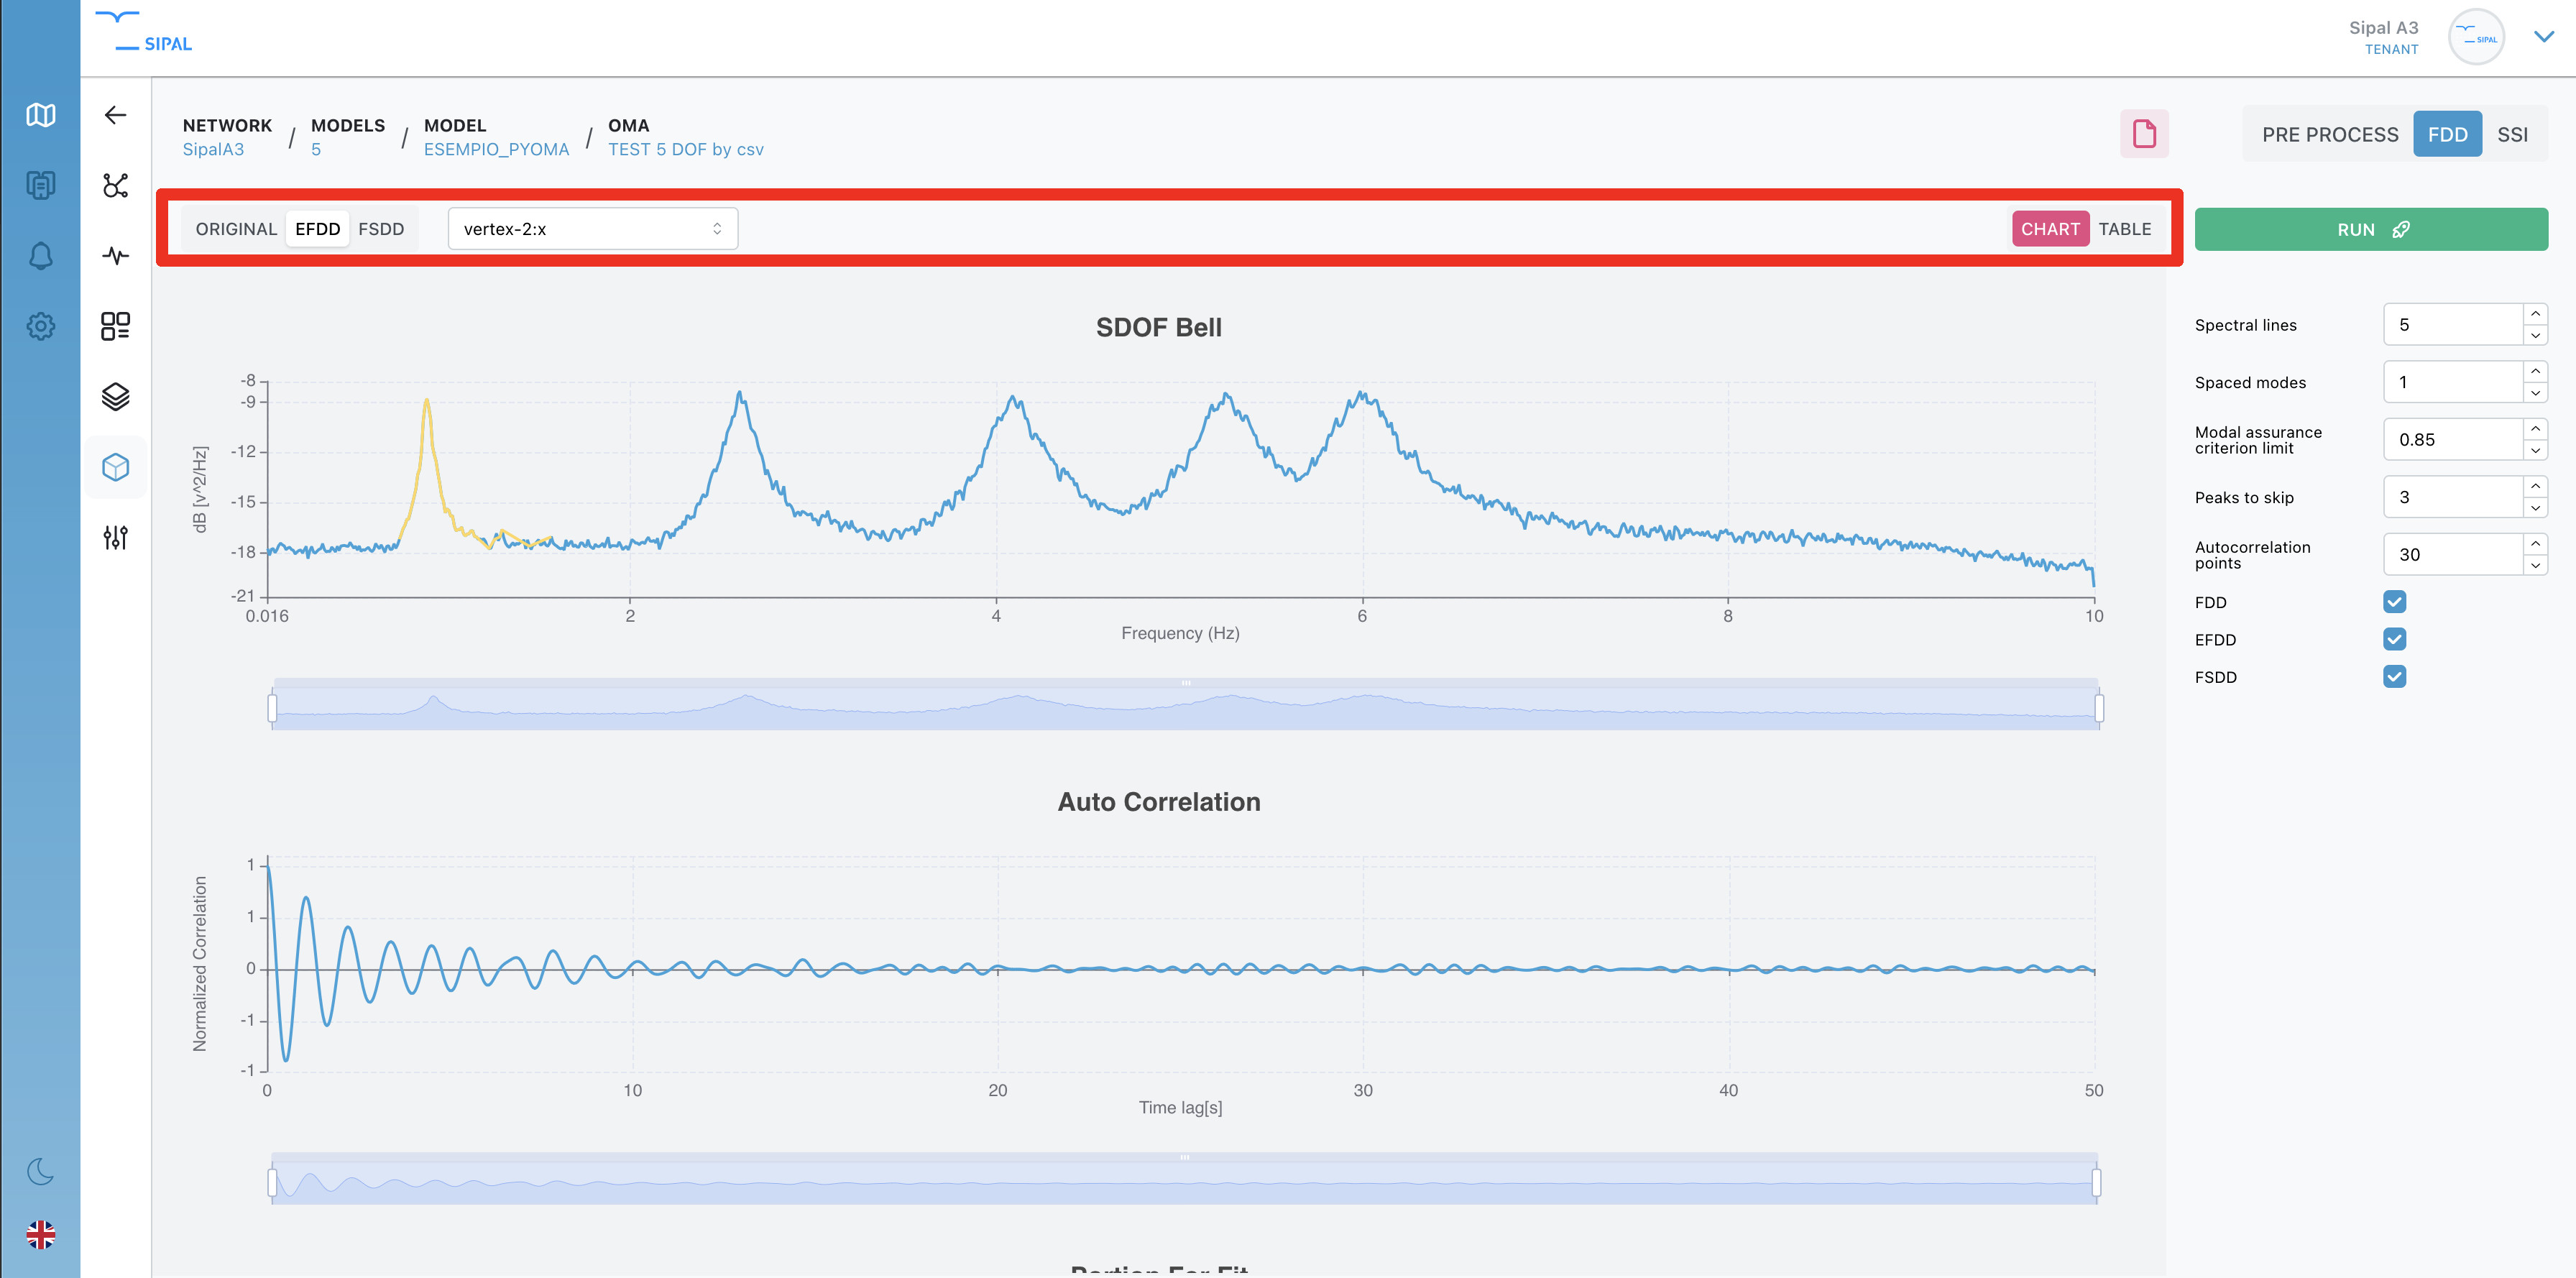 SIPAL
Sipal A3
TENANT
SIPAL
NETWORK / MODELS / MODEL / OMA
SipalA3 5 ESEMPIO_PYOMA TEST 5 DOF by csv
PRE PROCESS FDD SSI
ORIGINAL EFDD FSDD vertex-2:x CHART TABLE
RUN
SDOF Bell
-8
-9
-12
-15
-18
-21
dB [v^2/Hz]
0.016 2 4 6 8 10
Frequency (Hz)
Auto Correlation
1
1
0
-1
-1
Normalized Correlation
0 10 20 30 40 50
Time lag[s]
Portion For Fit
Spectral lines 5
Spaced modes 1
Modal assurance
criterion limit 0.85
Peaks to skip 3
Autocorrelation
points 30
FDD
EFDD
FSDD